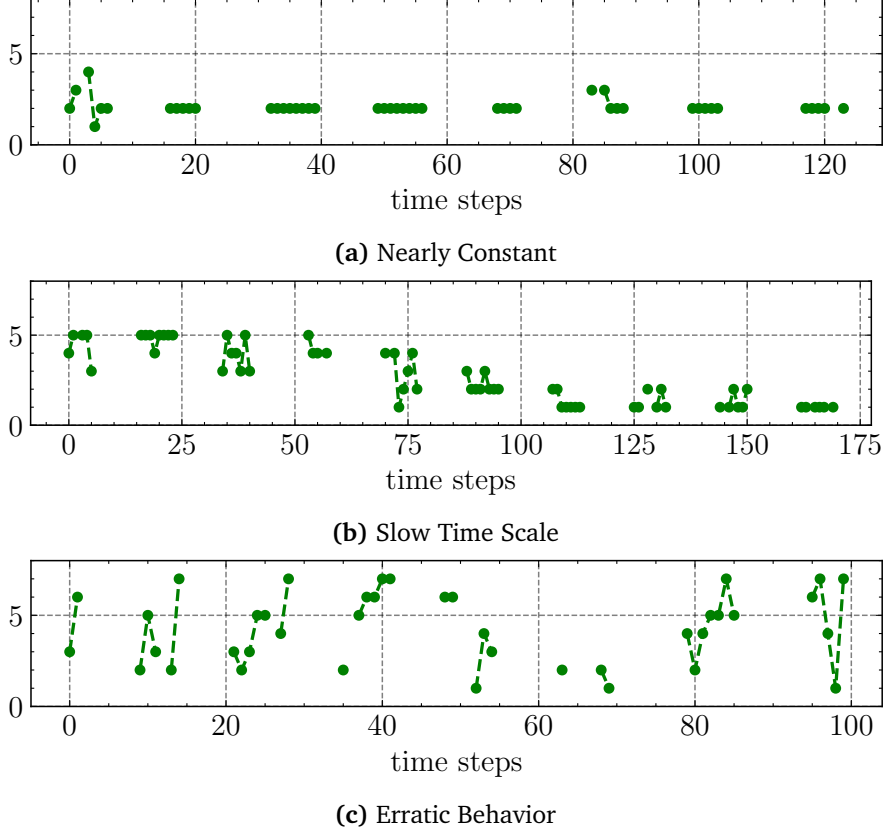 5
0
0 20 40 60 80 100 120
time steps
(a) Nearly Constant
5
0
0 25 50 75 100 125 150 175
time steps
(b) Slow Time Scale
5
0
0 20 40 60 80 100
time steps
(c) Erratic Behavior